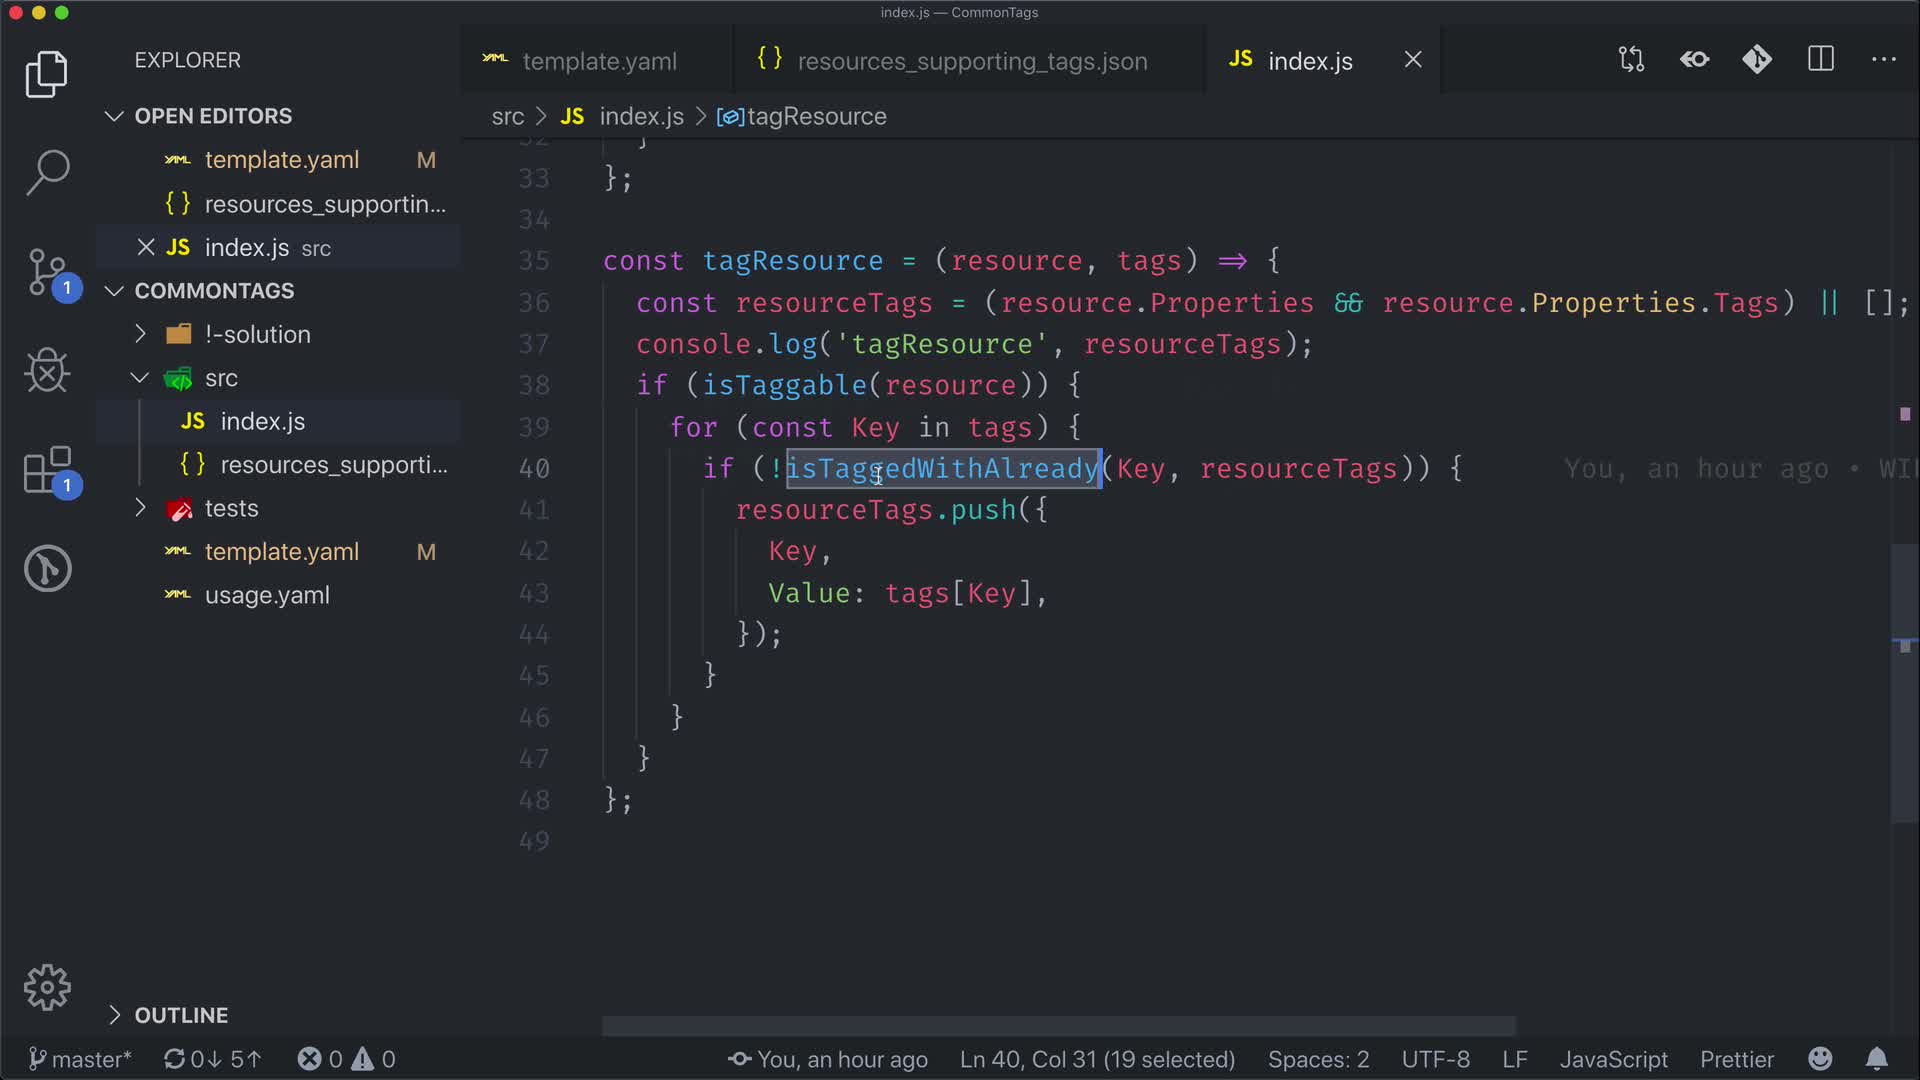 index.js — CommonTags
EXPLORER
OPEN EDITORS
template.yaml M
resources_supportin...
JS index.js src
COMMONTAGS
!-solution
src
JS index.js
resources_supporti...
tests
template.yaml M
usage.yaml
OUTLINE
template.yaml
resources_supporting_tags.json
JS index.js
src > JS index.js > tagResource
32 }
33 };
34
35 const tagResource = (resource, tags) => {
36 const resourceTags = (resource.Properties && resource.Properties.Tags) || [];
37 console.log('tagResource', resourceTags);
38 if (isTaggable(resource)) {
39 for (const Key in tags) {
40 if (!isTaggedWithAlready(Key, resourceTags)) { You, an hour ago •
41 resourceTags.push({
42 Key,
43 Value: tags[Key],
44 });
45 }
46 }
47 }
48 };
49
1
1
master* 0↓ 5↑ 0 0 You, an hour ago Ln 40, Col 31 (19 selected) Spaces: 2 UTF-8 LF JavaScript Prettier